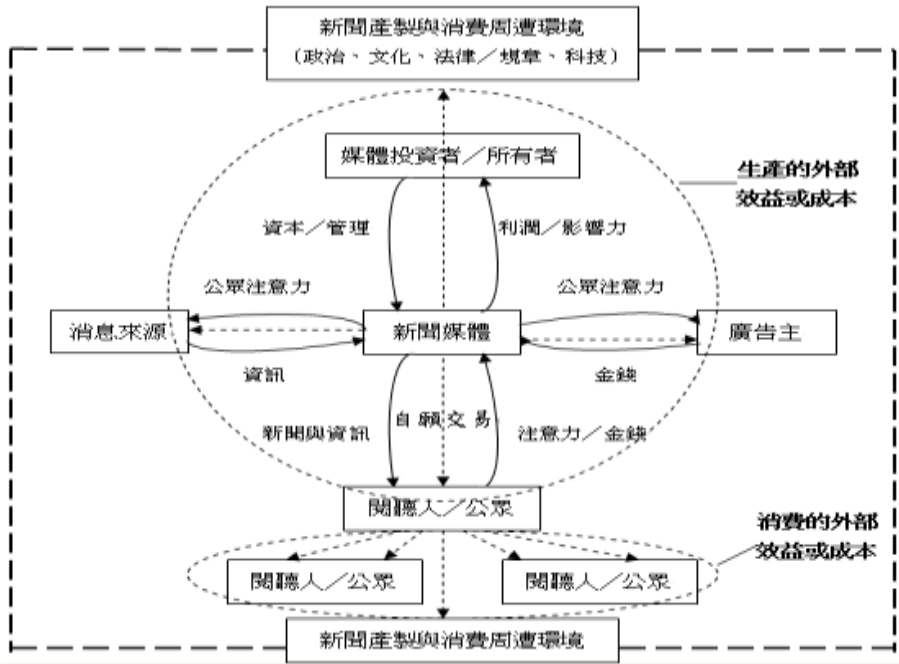 新聞產製與消費周遭環境
（政治、文化、法律／規章、科技）
媒體投資者／所有者
生產的外部
效益或成本
資本／管理
利潤／影響力
公眾注意力
公眾注意力
消息來源
新聞媒體
廣告主
資訊
金錢
自願交易
新聞與資訊
注意力／金錢
閱聽人／公眾
消費的外部
效益或成本
閱聽人／公眾
閱聽人／公眾
新聞產製與消費周遭環境